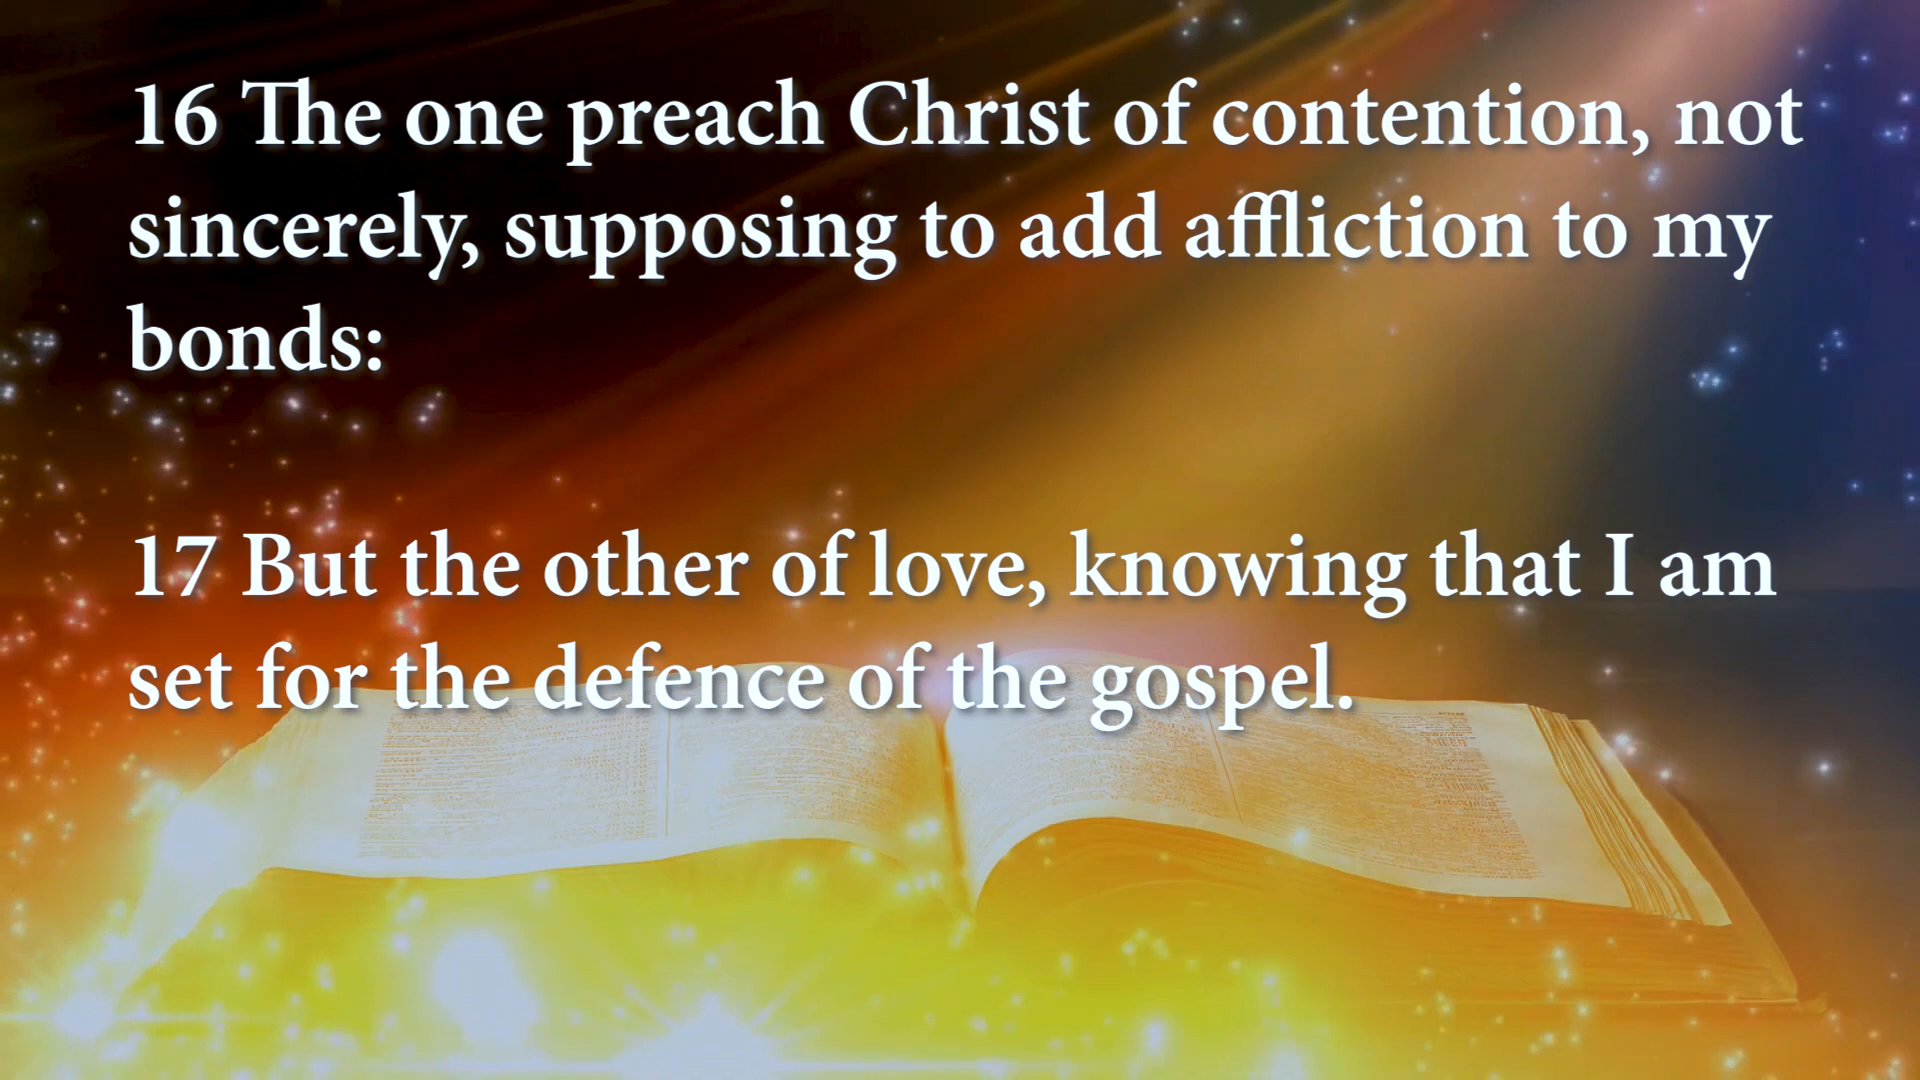 16 The one preach Christ of contention, not
sincerely, supposing to add affliction to my
bonds:
17 But the other of love, knowing that I am
set for the defence of the gospel.